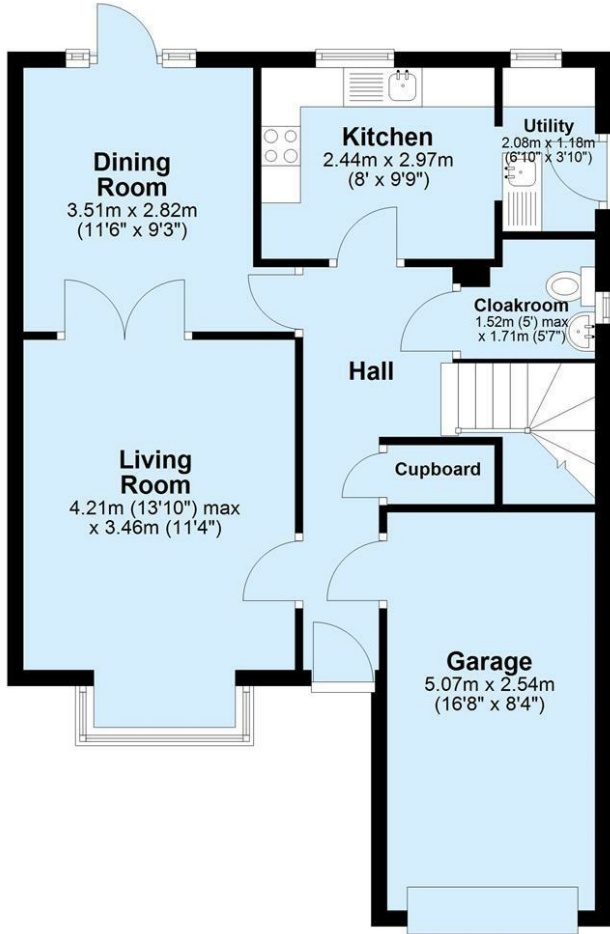 Dining
Room
3.51m x 2.82m
(11'6" x 9'3")
Kitchen
2.44m x 2.97m
(8' x 9'9")
Utility
2.08m x 1.18m
(6'10" x 3'10")
Cloakroom
1.52m (5') max
x 1.71m (5'7")
Hall
Living
Room
4.21m (13'10") max
x 3.46m (11'4")
Cupboard
Garage
5.07m x 2.54m
(16'8" x 8'4")